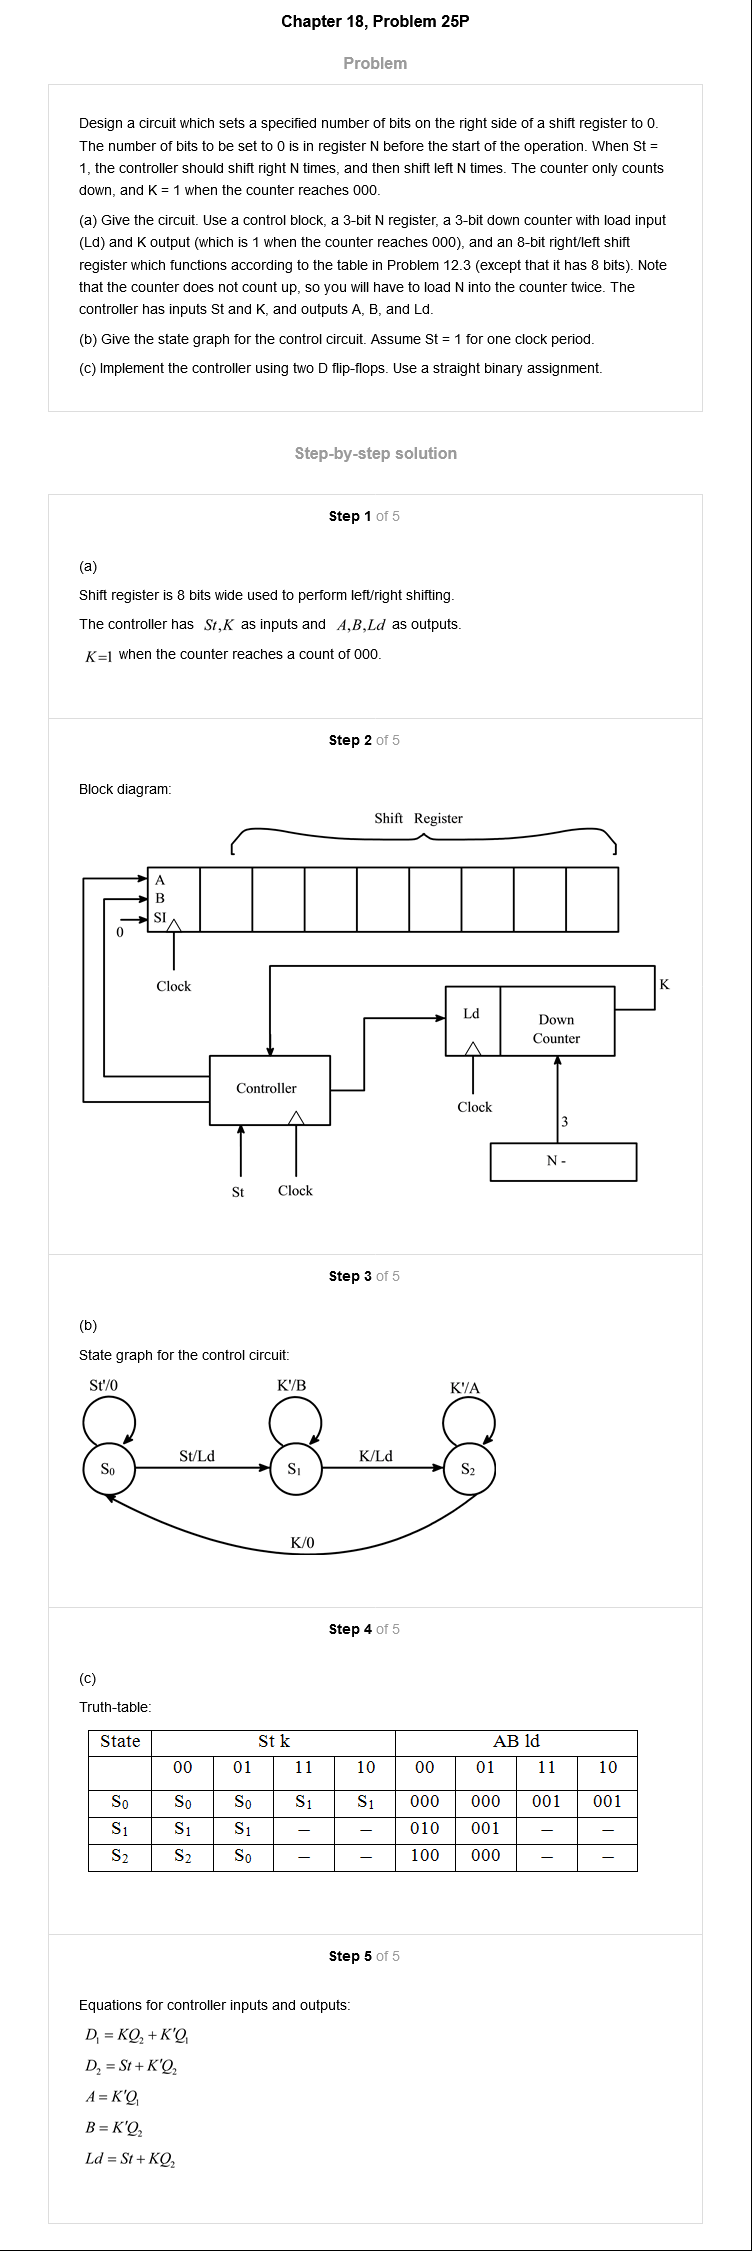 Chapter 18, Problem 25P
Problem
Design a circuit which sets a specified number of bits on the right side of a shift register to 0.
The number of bits to be set to 0 is in register N before the start of the operation. When St =
1, the controller should shift right N times, and then shift left N times. The counter only counts
down, and K = 1 when the counter reaches 000.
(a) Give the circuit. Use a control block, a 3-bit N register, a 3-bit down counter with load input
(Ld) and K output (which is 1 when the counter reaches 000), and an 8-bit right/left shift
register which functions according to the table in Problem 12.3 (except that it has 8 bits). Note
that the counter does not count up, so you will have to load N into the counter twice. The
controller has inputs St and K, and outputs A, B, and Ld.
(b) Give the state graph for the control circuit. Assume St = 1 for one clock period.
(c) Implement the controller using two D flip-flops. Use a straight binary assignment.
Step-by-step solution
Step 1 of 5
(a)
Shift register is 8 bits wide used to perform left/right shifting.
The controller has St,K as inputs and A,B,Ld as outputs.
K=1 when the counter reaches a count of 000.
Step 2 of 5
Block diagram:
Shift Register
A
B
SI
0
Clock
K
Ld
Down
Counter
Controller
Clock
3
N -
St
Clock
Step 3 of 5
(b)
State graph for the control circuit:
St'/0
K'/B
K'/A
St/Ld
K/Ld
S0
S1
S2
K/0
Step 4 of 5
(c)
Truth-table:
State St k AB ld
00 01 11 10 00 01 11 10
S0 S0 S0 S1 S1 000 000 001 001
S1 S1 S1 – – 010 001 – –
S2 S2 S0 – – 100 000 – –
Step 5 of 5
Equations for controller inputs and outputs:
D₁ = KQ₂ + K'Q₁
D₂ = St + K'Q₂
A = K'Q₁
B = K'Q₂
Ld = St + KQ₂